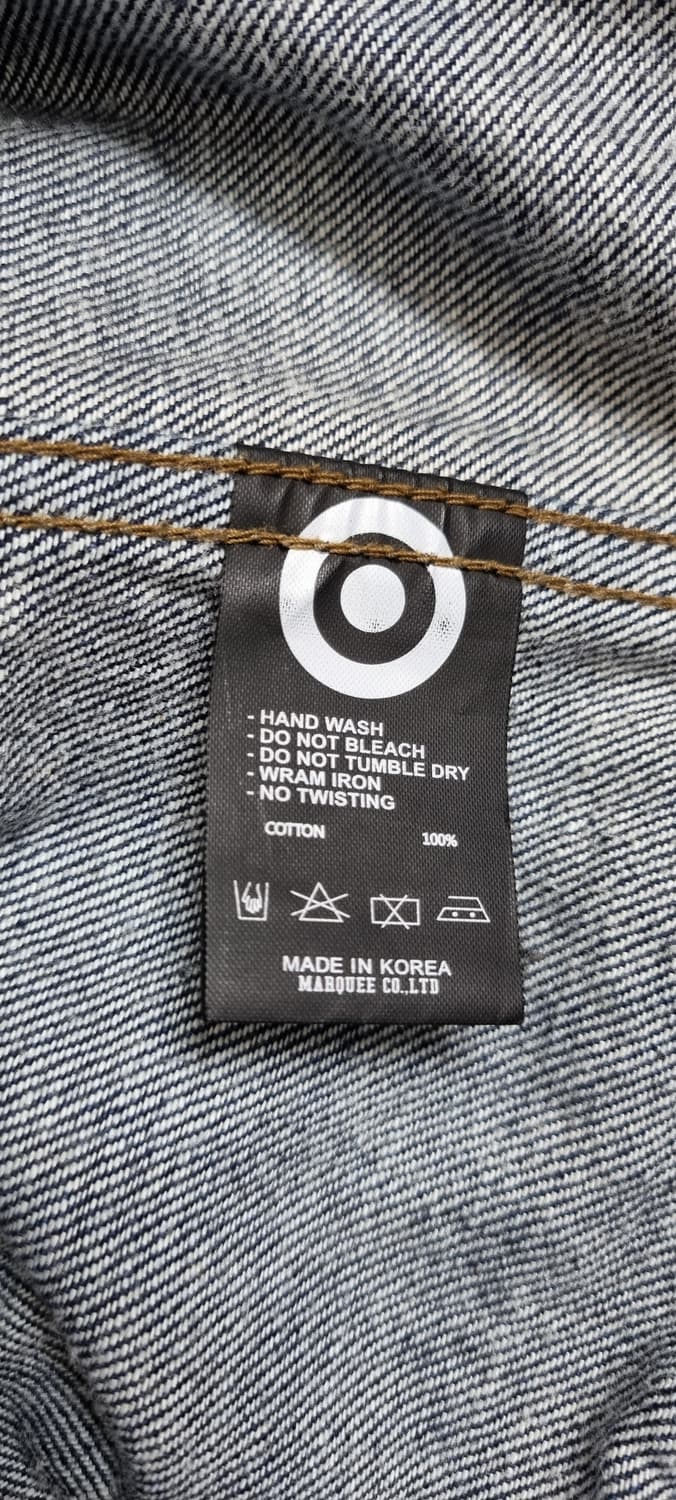 - HAND WASH
- DO NOT BLEACH
- DO NOT TUMBLE DRY
- WRAM IRON
- NO TWISTING
COTTON 100%
MADE IN KOREA
MARQUEE CO.,LTD